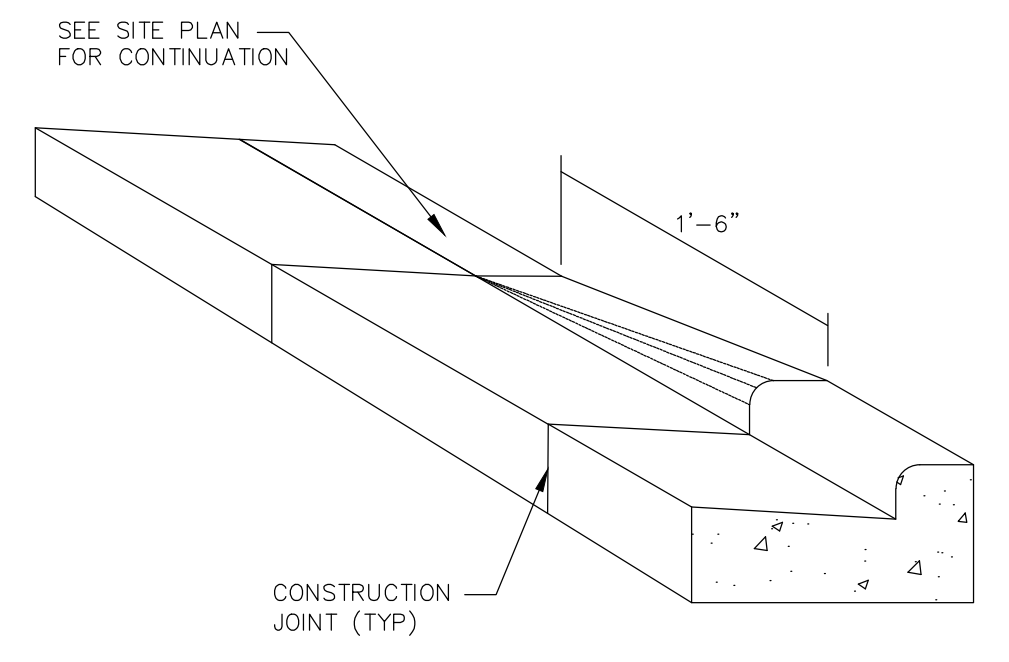 SEE SITE PLAN
FOR CONTINUATION
1'-6"
CONSTRUCTION
JOINT (TYP)